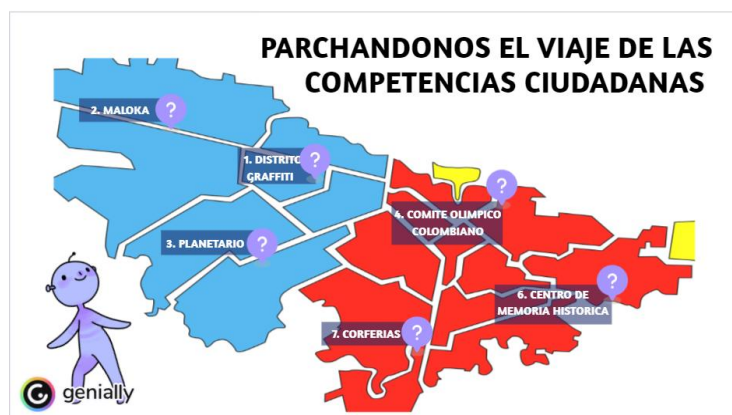 PARCHANDONOS EL VIAJE DE LAS
COMPETENCIAS CIUDADANAS
2. MALOKA
?
1. DISTRITO
GRAFFITI
?
3. PLANETARIO
?
4. COMITE OLIMPICO
COLOMBIANO
?
6. CENTRO DE
MEMORIA HISTORICA
?
7. CORFERIAS
?
genially